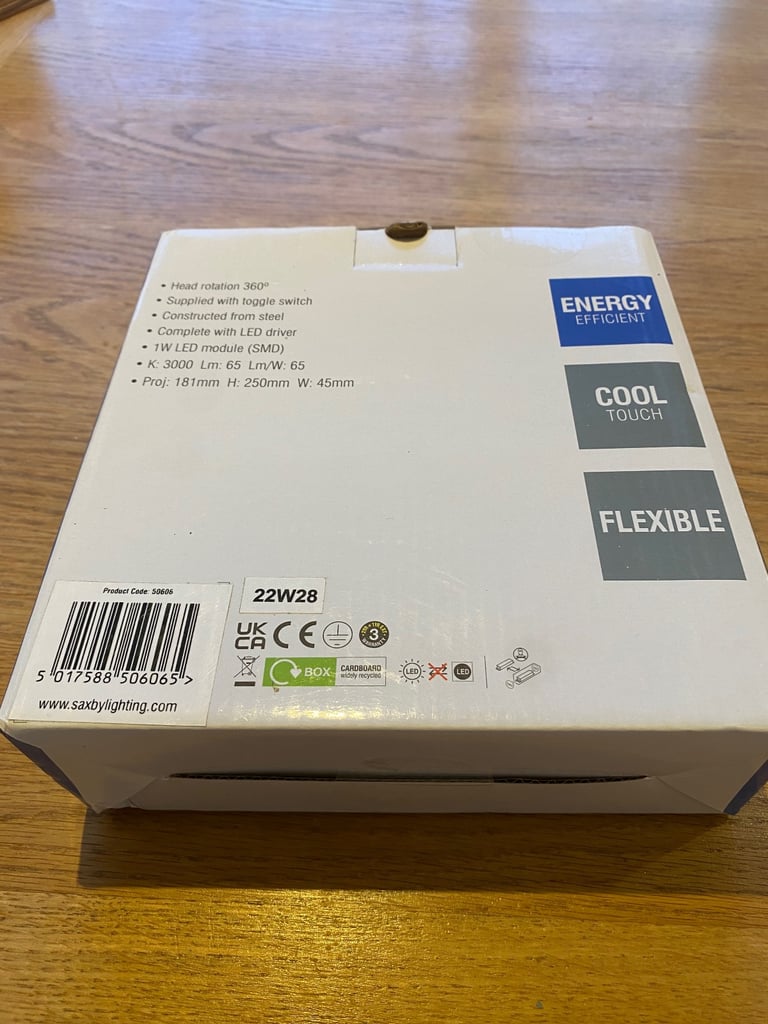 • Head rotation 360º
• Supplied with toggle switch
• Constructed from steel
• Complete with LED driver
• 1W LED module (SMD)
• K: 3000 Lm: 65 Lm/W: 65
• Proj: 181mm H: 250mm W: 45mm
ENERGY
EFFICIENT
COOL
TOUCH
FLEXIBLE
Product Code: 50606
5 017588 506065 >
www.saxbylighting.com
22W28
UK
CA CE
3
BOX
CARDBOARD
widely recycled
LED
LED